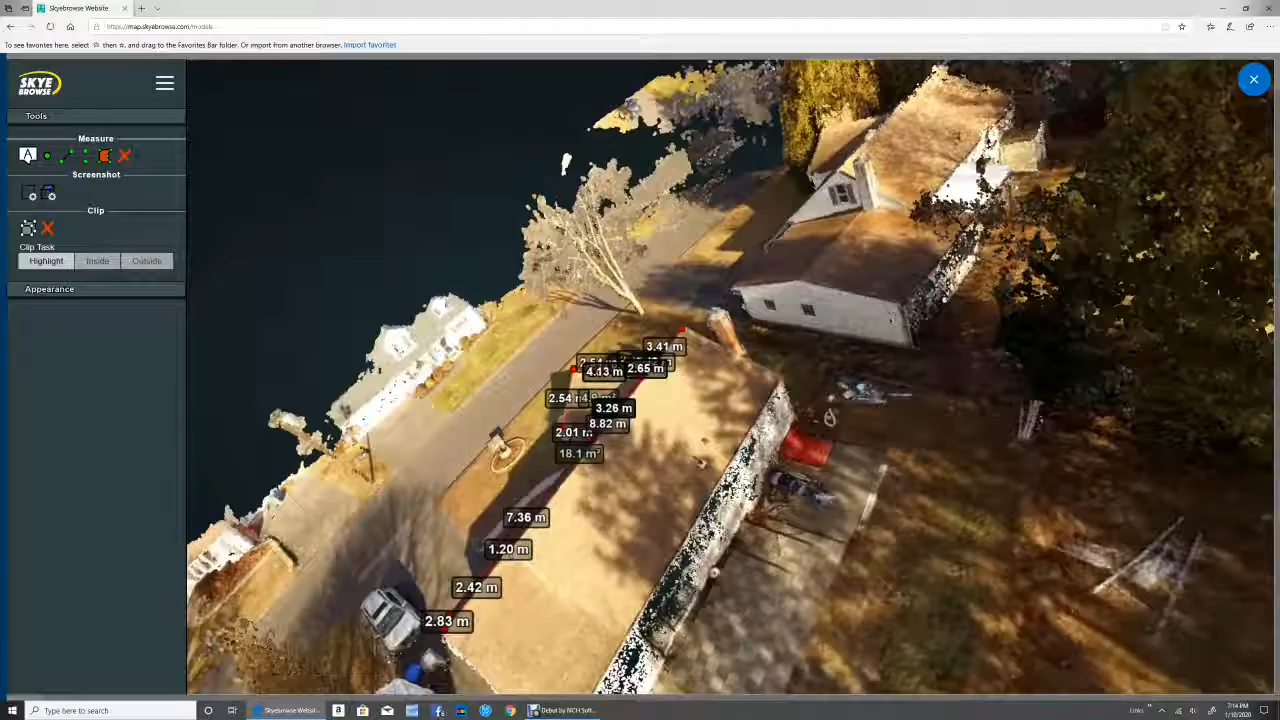 Skyebrowse Website
https://map.skyebrowse.com/models
To see favorites here, select then ☆, and drag to the Favorites Bar folder. Or import from another browser. Import favorites
SKYE
BROWSE
Tools
Measure
Screenshot
Clip
Clip Task
Highlight Inside Outside
Appearance
3.41 m
2.54
4.13 m
2.65 m
2.54
3.26 m
8.82 m
2.01 m
18.1 m²
7.36 m
1.20 m
2.42 m
2.83 m
Type here to search
Skyebrowse Websit...
Debut by NCH Soft...
Links
7:14 PM
1/10/2020